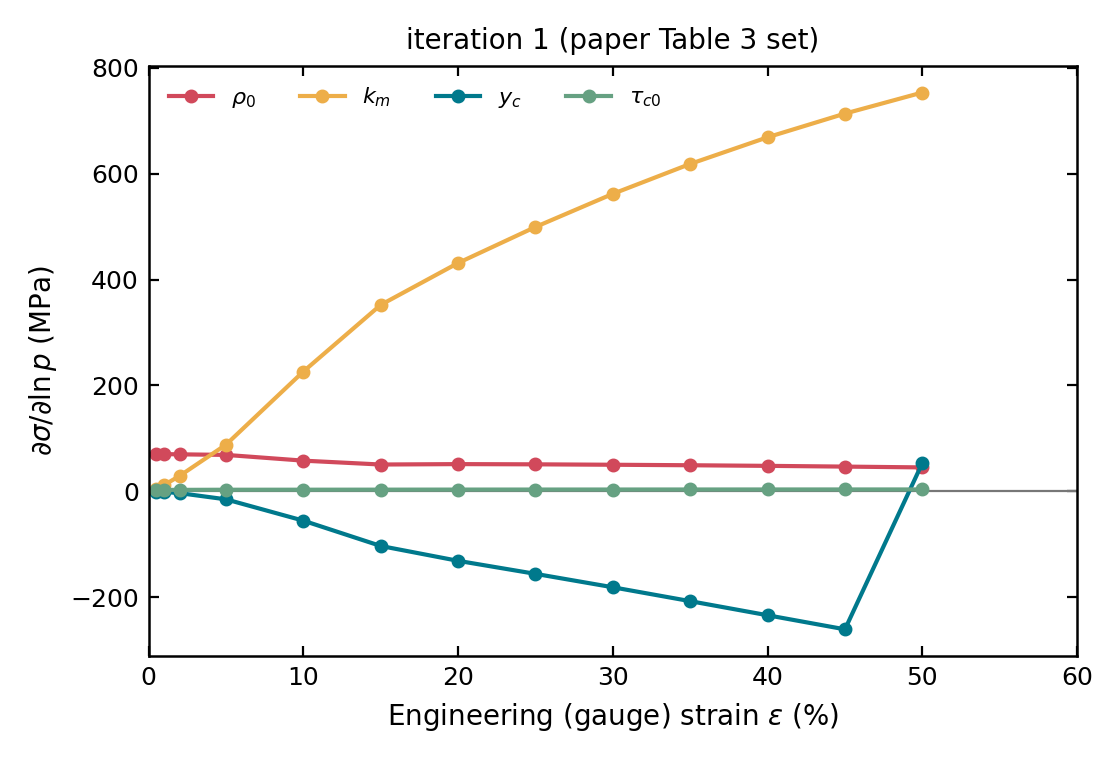 iteration 1 (paper Table 3 set)
ρ0 km yc τc0
800
600
400
200
0
−200
∂σ/∂ln p (MPa)
0 10 20 30 40 50 60
Engineering (gauge) strain ε (%)